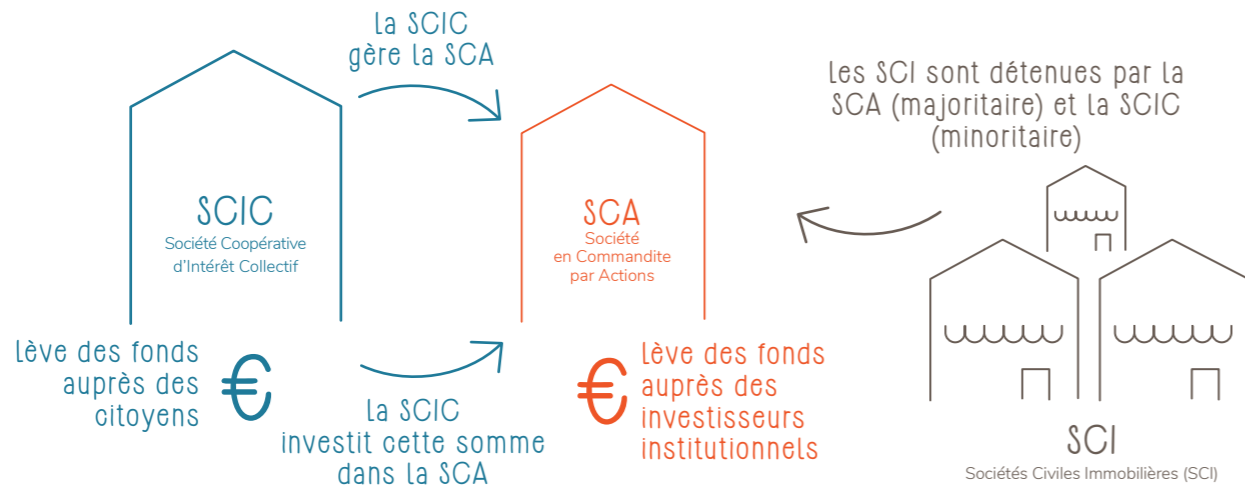 La SCIC
gère la SCA
Les SCI sont détenues par la
SCA (majoritaire) et la SCIC
(minoritaire)
SCIC
Société Coopérative
d'Intérêt Collectif
SCA
Société
en Commandite
par Actions
Lève des fonds
auprès des
citoyens
€
La SCIC
investit cette somme
dans la SCA
€
Lève des fonds
auprès des
investisseurs
institutionnels
SCI
Sociétés Civiles Immobilières (SCI)